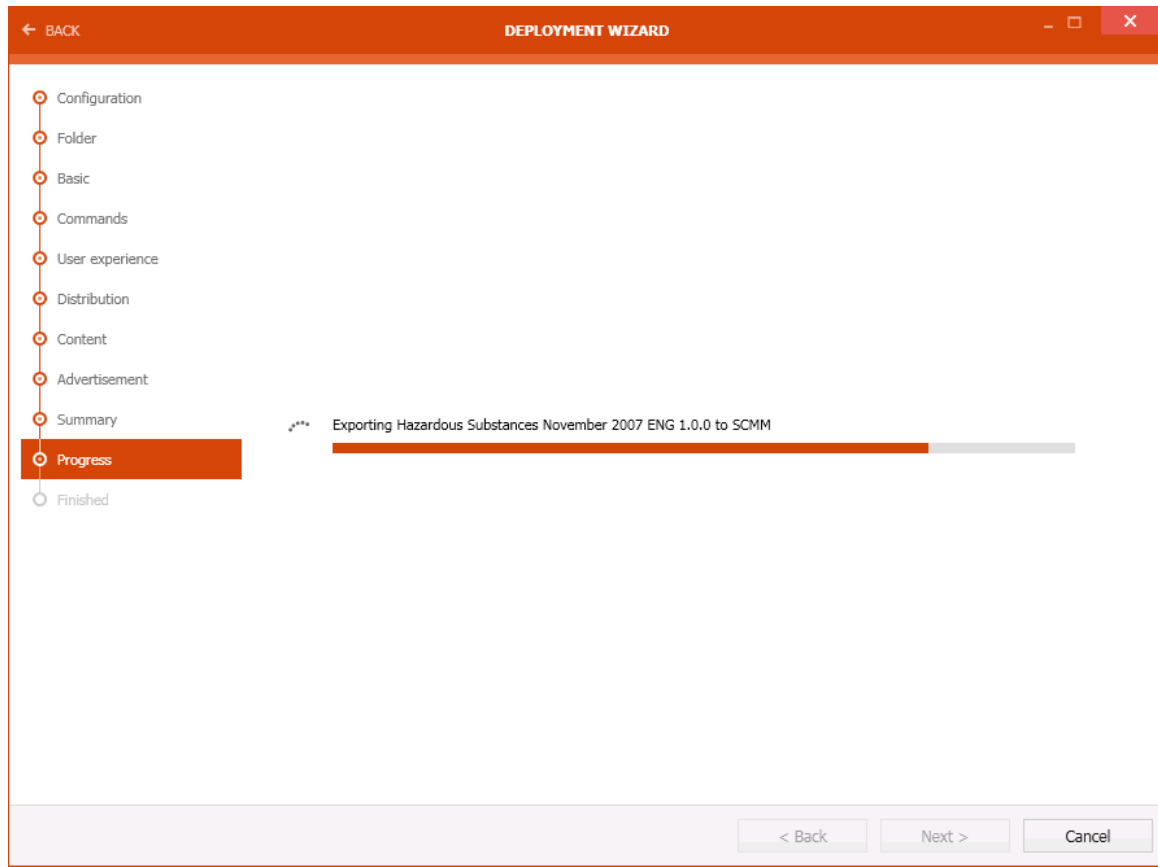 BACK
DEPLOYMENT WIZARD
Configuration
Folder
Basic
Commands
User experience
Distribution
Content
Advertisement
Summary
Exporting Hazardous Substances November 2007 ENG 1.0.0 to SCMM
Progress
Finished
< Back
Next >
Cancel